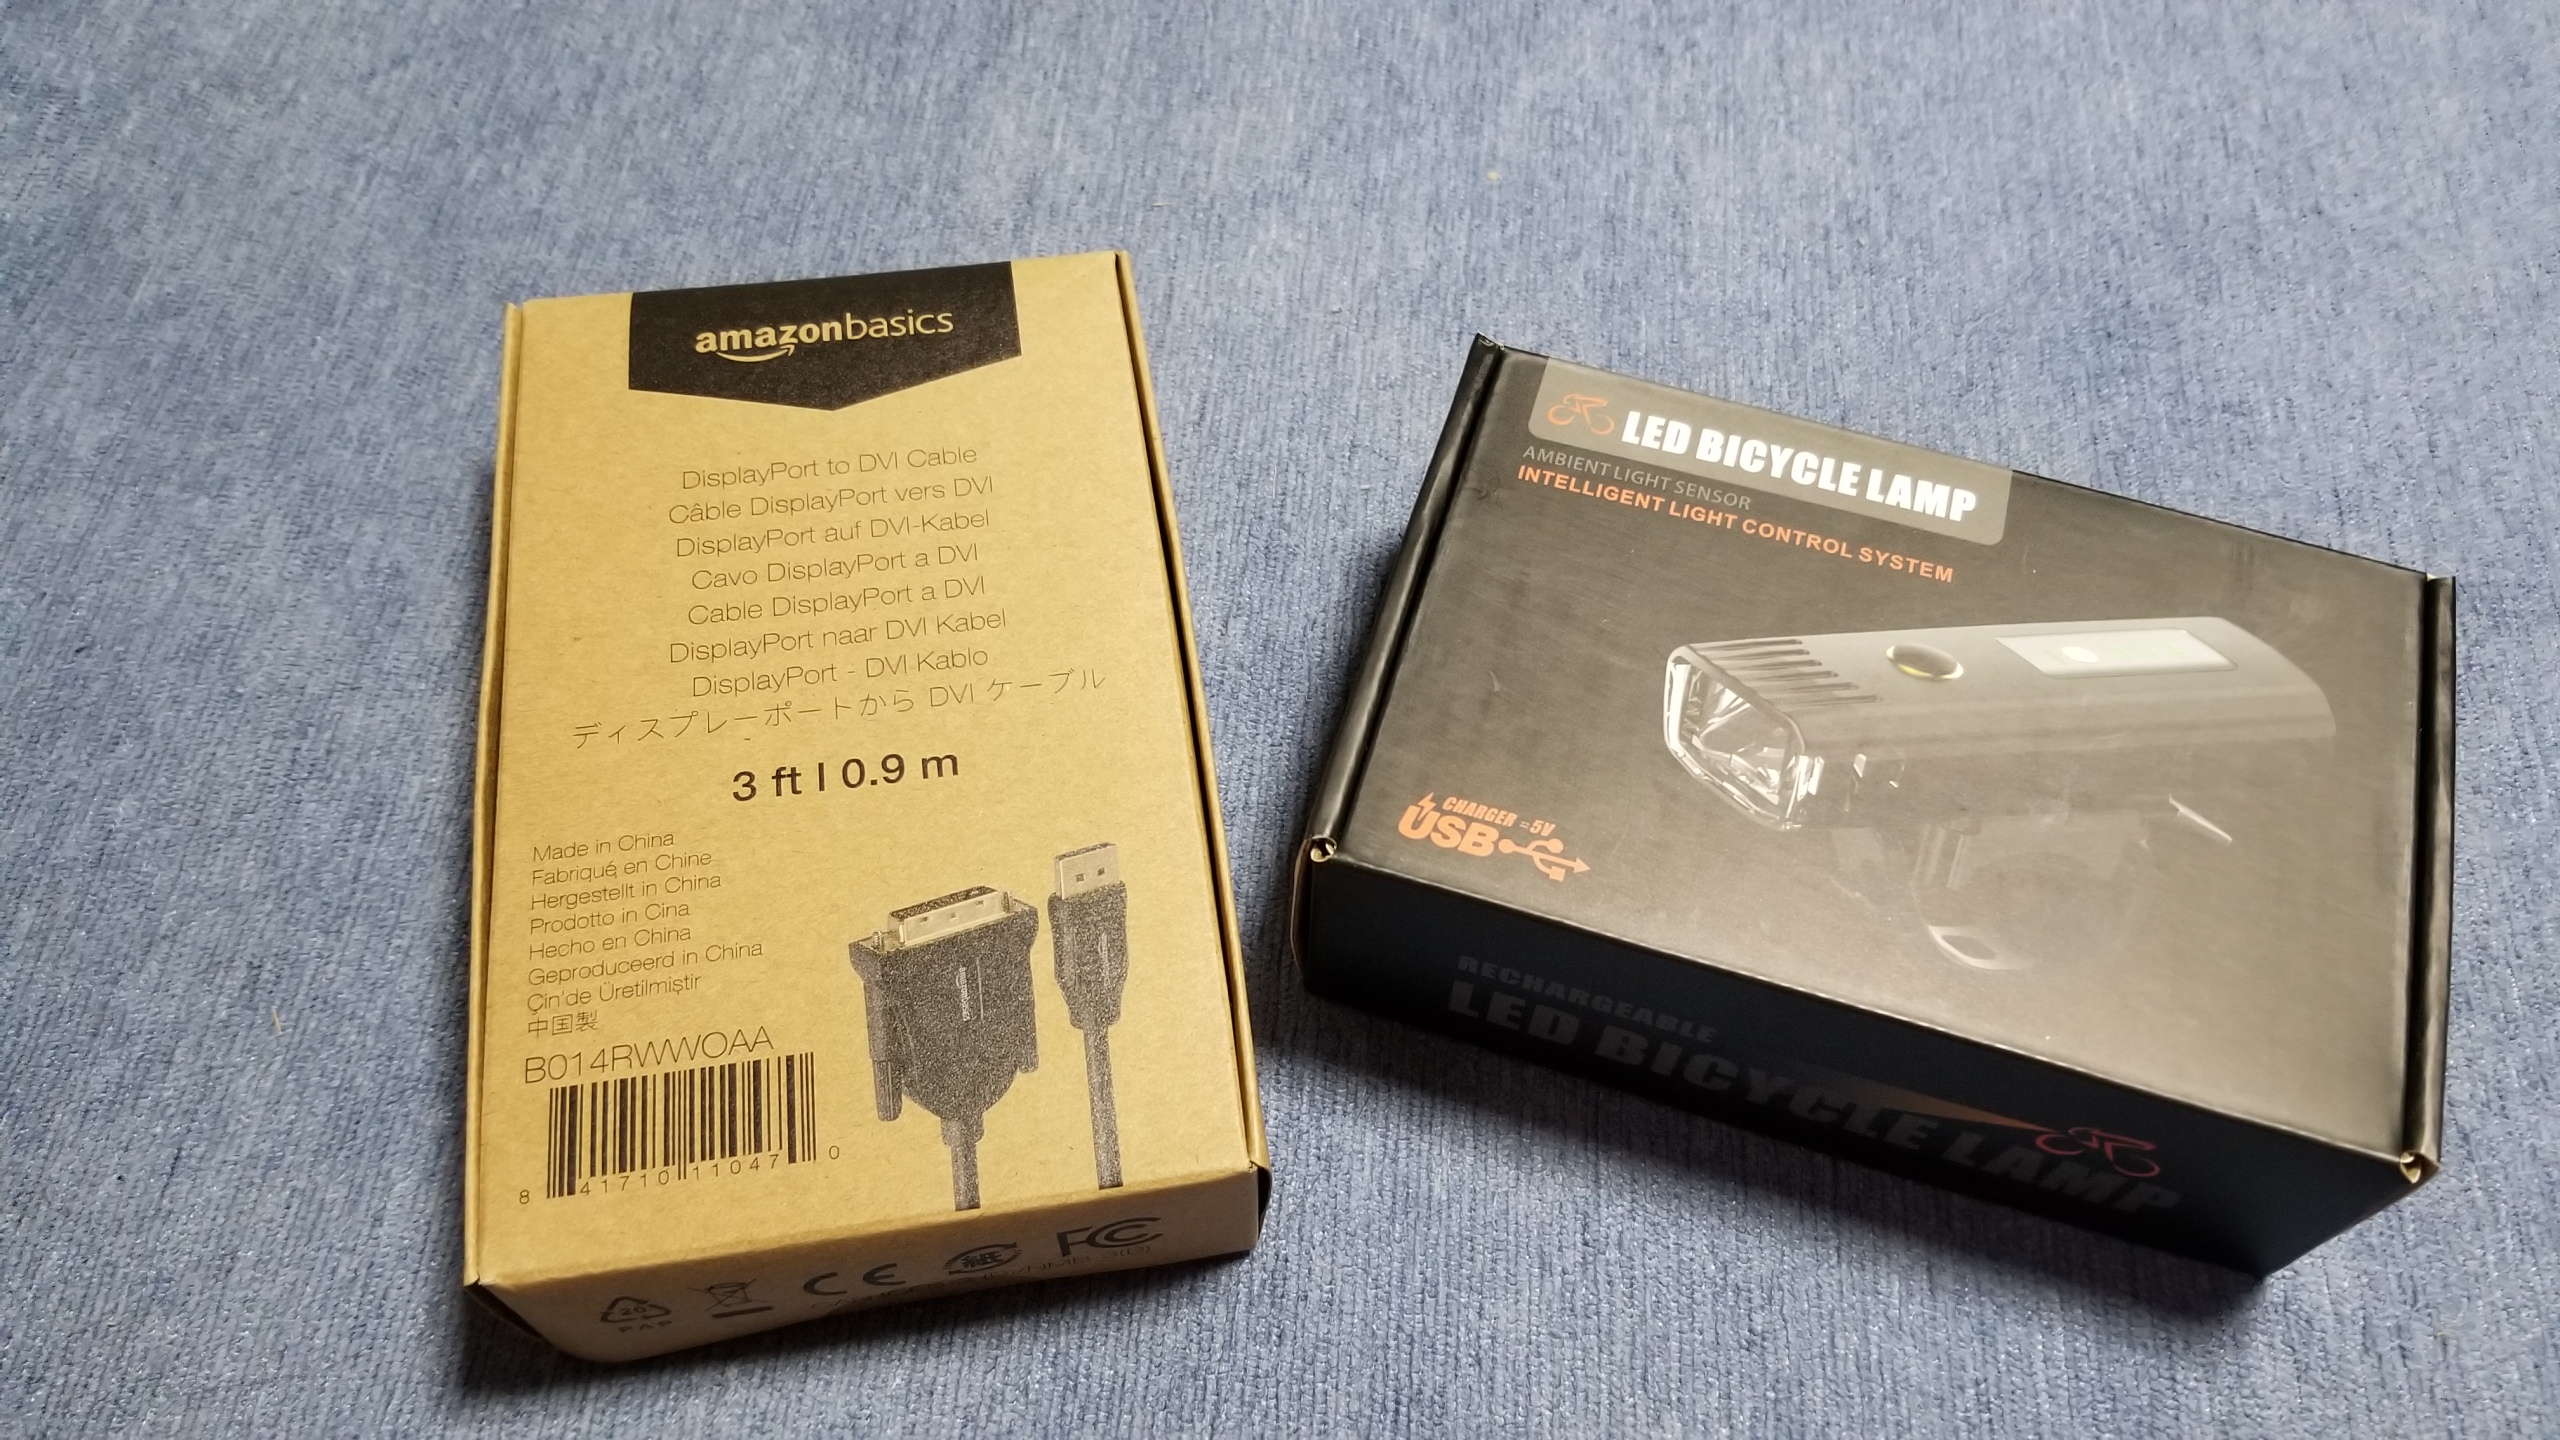 amazonbasics
DisplayPort to DVI Cable
Câble DisplayPort vers DVI
DisplayPort auf DVI-Kabel
Cavo DisplayPort a DVI
Cable DisplayPort a DVI
DisplayPort naar DVI Kabel
DisplayPort - DVI Kablo
ディスプレーポートから DVI ケーブル
3 ft | 0.9 m
Made in China
Fabriqué en Chine
Hergestellt in China
Prodotto in Cina
Hecho en China
Geproduceerd in China
Çin'de Üretilmiştir
中国製
B014RWWOAA
8 41710 11047 0
PAP
CE
紙
FC
LED BICYCLE LAMP
AMBIENT LIGHT SENSOR
INTELLIGENT LIGHT CONTROL SYSTEM
CHARGER = 5V
USB
RECHARGEABLE
LED BICYCLE LAMP